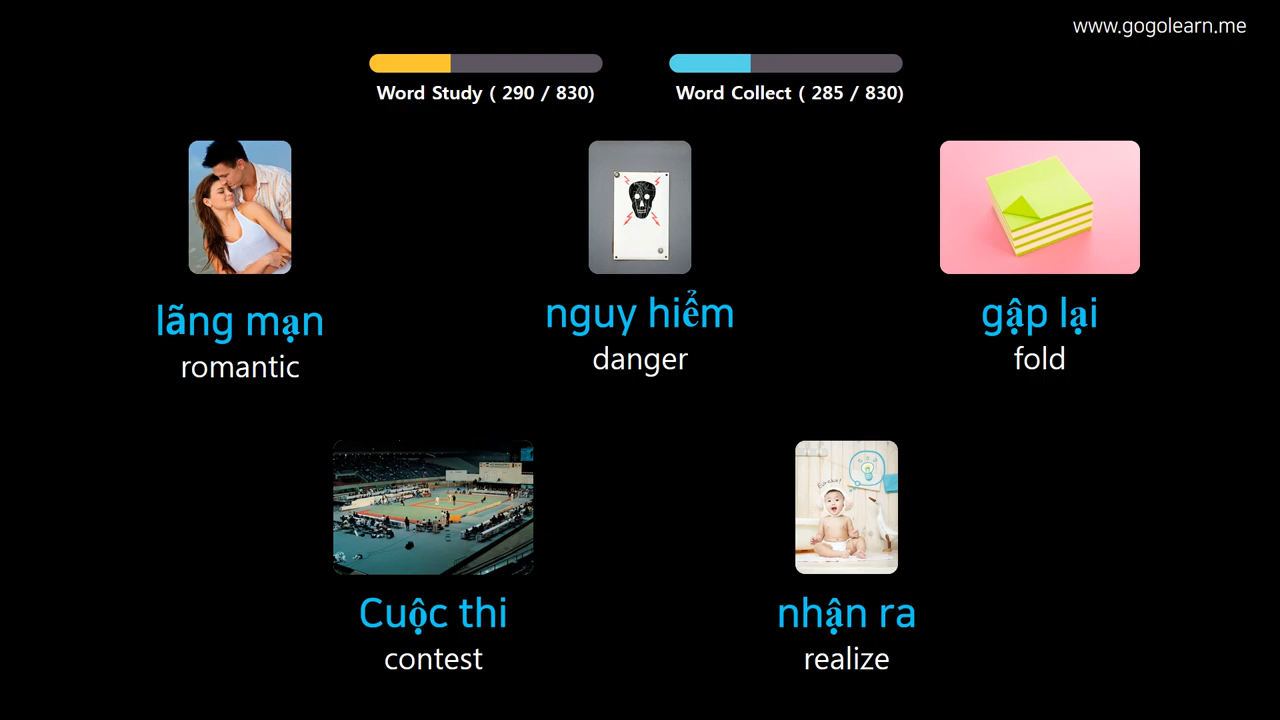 www.gogolearn.me
Word Study ( 290 / 830)
Word Collect ( 285 / 830)
lãng mạn
romantic
nguy hiểm
danger
gập lại
fold
Cuộc thi
contest
nhận ra
realize